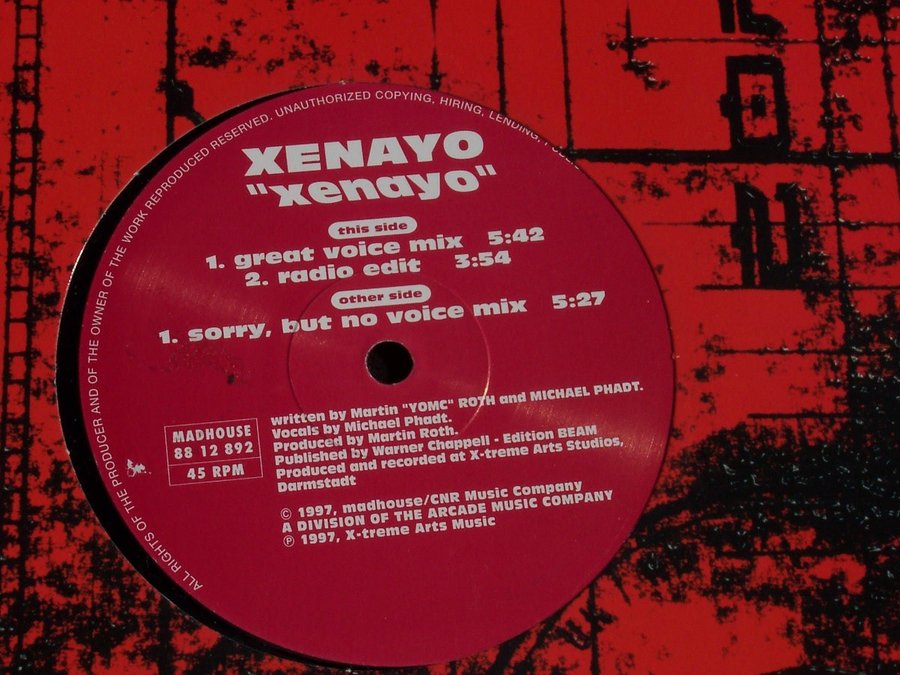 ALL RIGHTS OF THE PRODUCER AND OF THE OWNER OF THE WORK REPRODUCED RESERVED. UNAUTHORIZED COPYING, HIRING, LENDING,
XENAYO
"xenayo"
this side
1. great voice mix 5:42
2. radio edit 3:54
other side
1. sorry, but no voice mix 5:27
MADHOUSE
88 12 892
45 RPM
written by Martin "YOMC" ROTH and MICHAEL PHADT.
Vocals by Michael Phadt.
Produced by Martin Roth.
Published by Warner Chappell - Edition BEAM
Produced and recorded at X-treme Arts Studios,
Darmstadt
© 1997, madhouse/CNR Music Company
A DIVISION OF THE ARCADE MUSIC COMPANY
℗ 1997, X-treme Arts Music